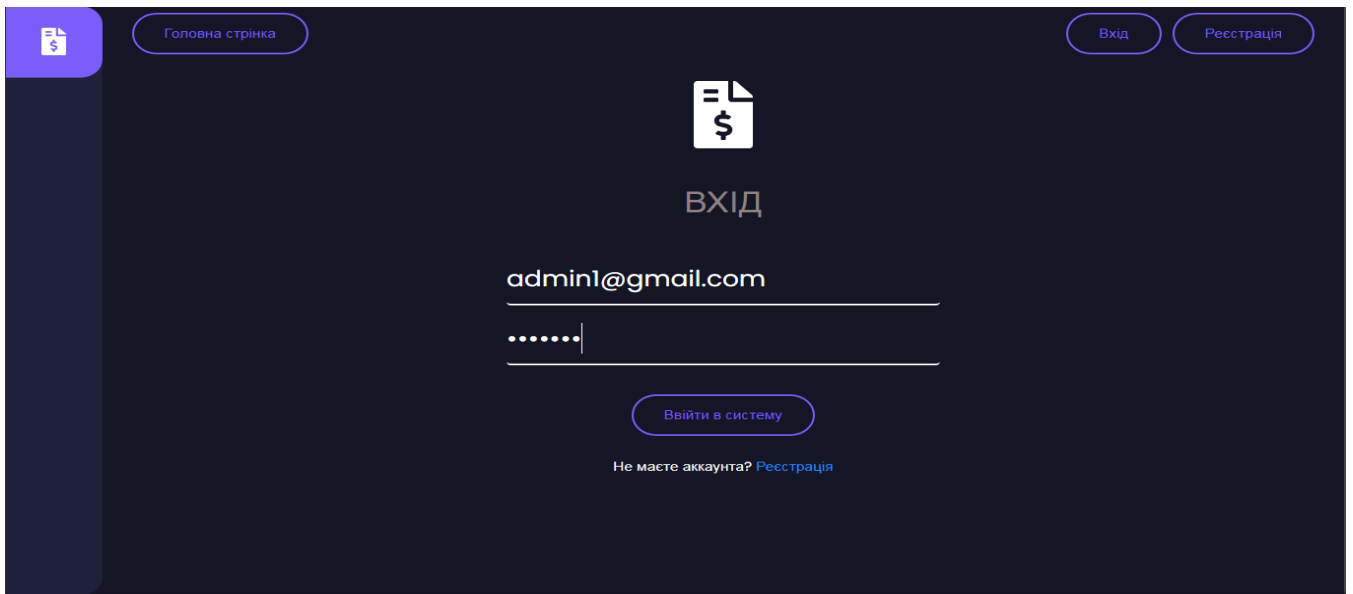 Головна стрінка
Вхід
Реєстрація
$
$
ВХІД
admin1@gmail.com
•••••••
Ввійти в систему
Не маєте аккаунта? Реєстрація